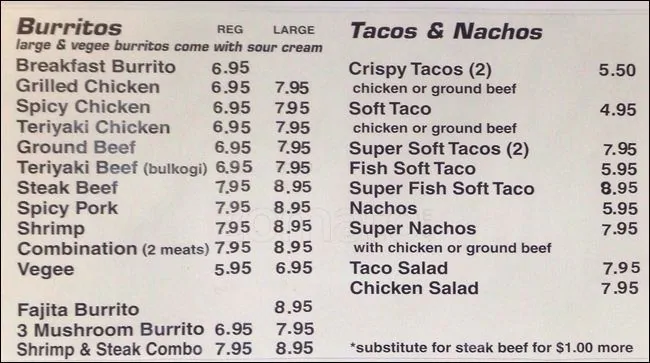 Burritos REG LARGE
large & vegee burritos come with sour cream
Breakfast Burrito 6.95
Grilled Chicken 6.95 7.95
Spicy Chicken 6.95 7.95
Teriyaki Chicken 6.95 7.95
Ground Beef 6.95 7.95
Teriyaki Beef (bulkogi) 6.95 7.95
Steak Beef 7.95 8.95
Spicy Pork 7.95 8.95
Shrimp 7.95 8.95
Combination (2 meats) 7.95 8.95
Vegee 5.95 6.95
Fajita Burrito 8.95
3 Mushroom Burrito 6.95 7.95
Shrimp & Steak Combo 7.95 8.95
Tacos & Nachos
Crispy Tacos (2) 5.50
chicken or ground beef
Soft Taco 4.95
chicken or ground beef
Super Soft Tacos (2) 7.95
Fish Soft Taco 5.95
Super Fish Soft Taco 8.95
Nachos 5.95
Super Nachos 7.95
with chicken or ground beef
Taco Salad 7.95
Chicken Salad 7.95
*substitute for steak beef for $1.00 more